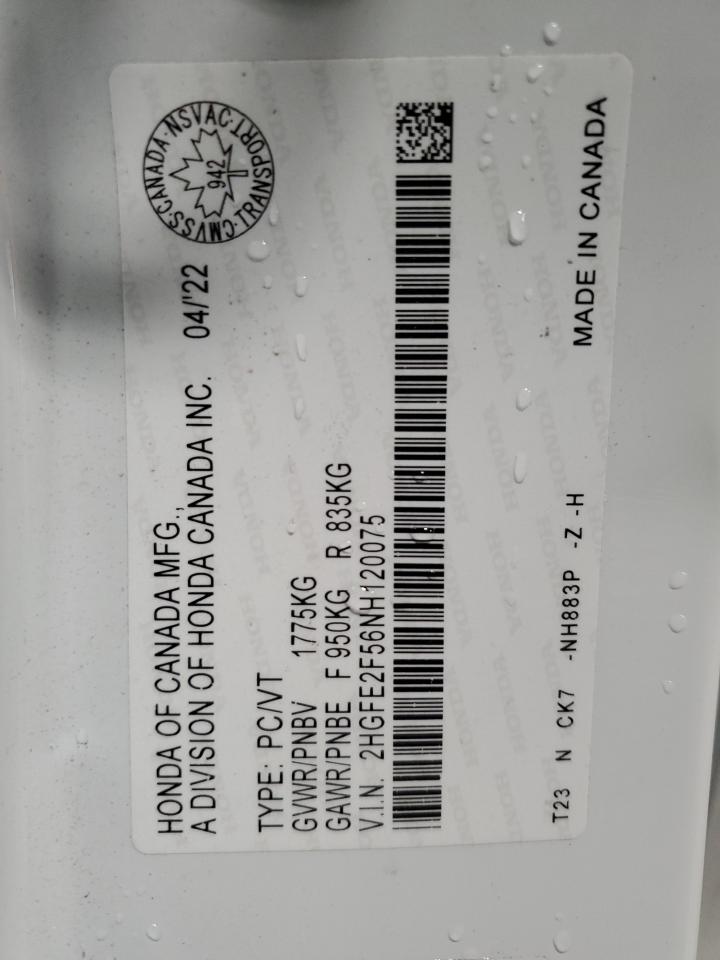 HONDA OF CANADA MFG.,
A DIVISION OF HONDA CANADA INC. 04/'22
CMVSS·CANADA·NSVAC·TRANSPORT
942
TYPE: PC/VT
GVWR/PNBV 1775KG
GAWR/PNBE F 950KG R 835KG
V.I.N. 2HGFE2F56NH120075
T23 N CK7 -NH883P -Z -H
MADE IN CANADA